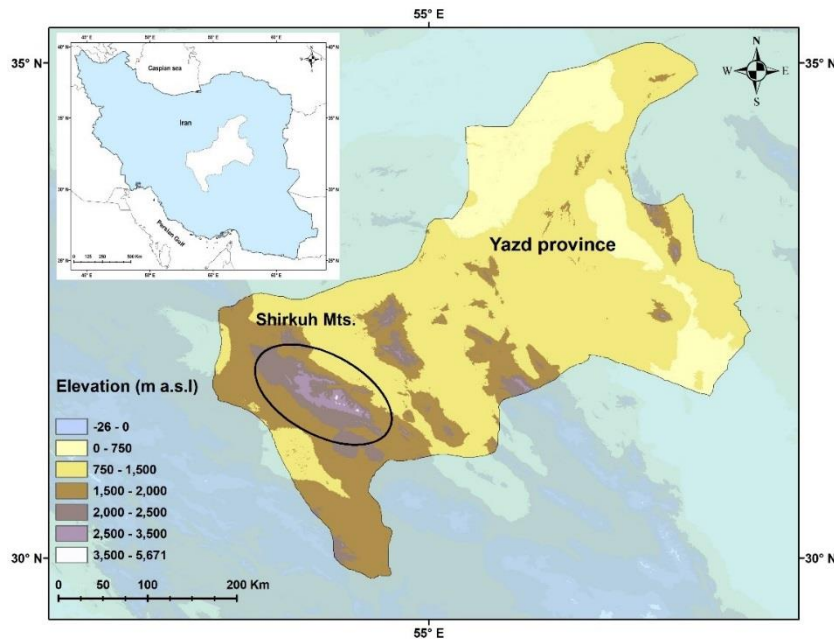 55° E
35° N
35° N
N
W
E
S
Caspian sea
Iran
Persian Gulf
N
Yazd province
Shirkuh Mts.
Elevation (m a.s.l)
-26 - 0
0 - 750
750 - 1,500
1,500 - 2,000
2,000 - 2,500
2,500 - 3,500
3,500 - 5,671
0 50 100 200 Km
30° N
30° N
55° E